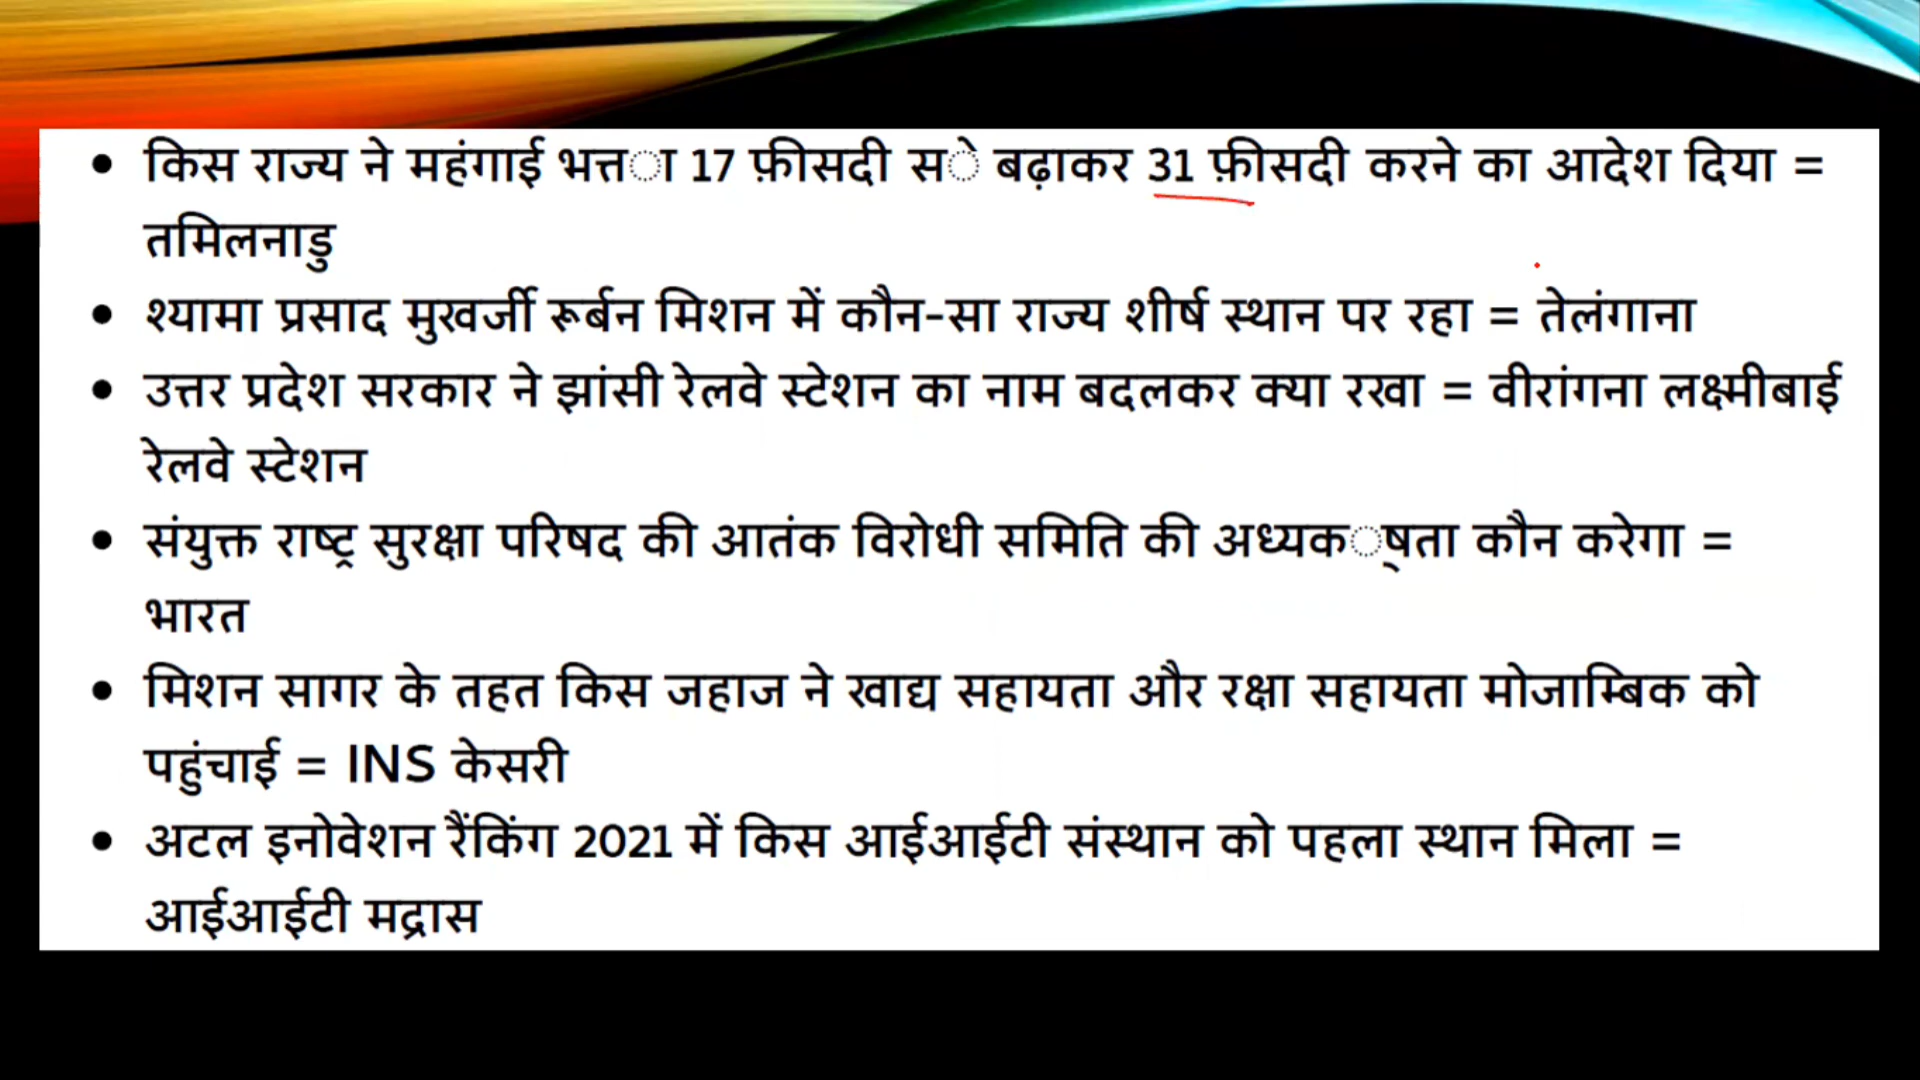 • किस राज्य ने महंगाई भत्ता 17 फ़ीसदी से बढ़ाकर 31 फ़ीसदी करने का आदेश दिया =
तमिलनाडु
• श्यामा प्रसाद मुखर्जी रूर्बन मिशन में कौन-सा राज्य शीर्ष स्थान पर रहा = तेलंगाना
• उत्तर प्रदेश सरकार ने झांसी रेलवे स्टेशन का नाम बदलकर क्या रखा = वीरांगना लक्ष्मीबाई
रेलवे स्टेशन
• संयुक्त राष्ट्र सुरक्षा परिषद की आतंक विरोधी समिति की अध्यक्षता कौन करेगा =
भारत
• मिशन सागर के तहत किस जहाज ने खाद्य सहायता और रक्षा सहायता मोजाम्बिक को
पहुंचाई = INS केसरी
• अटल इनोवेशन रैंकिंग 2021 में किस आईआईटी संस्थान को पहला स्थान मिला =
आईआईटी मद्रास